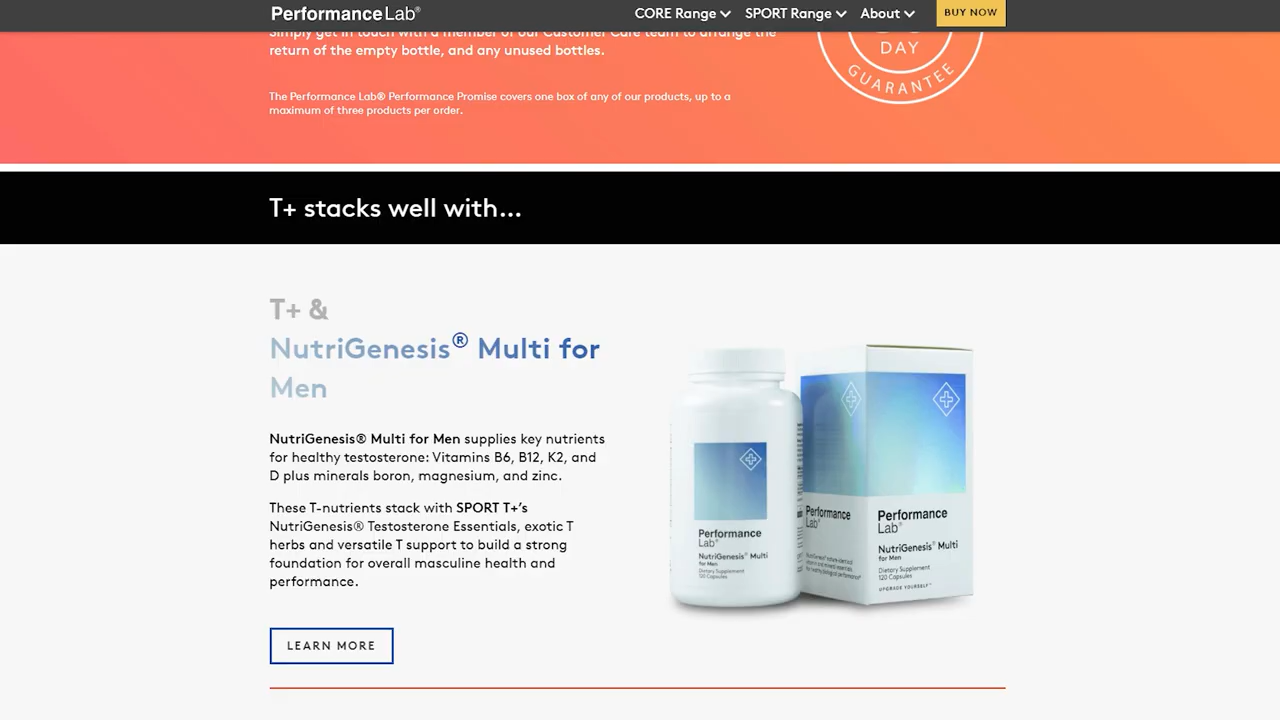 PerformanceLab®
CORE Range
SPORT Range
About
BUY NOW
Simply get in touch with a member of our Customer Care team to arrange the
return of the empty bottle, and any unused bottles.
DAY
GUARANTEE
The Performance Lab® Performance Promise covers one box of any of our products, up to a
maximum of three products per order.
T+ stacks well with...
T+ &
NutriGenesis® Multi for
Men
NutriGenesis® Multi for Men supplies key nutrients
for healthy testosterone: Vitamins B6, B12, K2, and
D plus minerals boron, magnesium, and zinc.
These T-nutrients stack with SPORT T+’s
NutriGenesis® Testosterone Essentials, exotic T
herbs and versatile T support to build a strong
foundation for overall masculine health and
performance.
LEARN MORE
Performance
Lab®
NutriGenesis® Multi
for Men
Dietary Supplement
120 Capsules
Performance
Lab®
Performance
Lab®
NutriGenesis® Multi
for Men
Dietary Supplement
120 Capsules
UPGRADE YOURSELF™